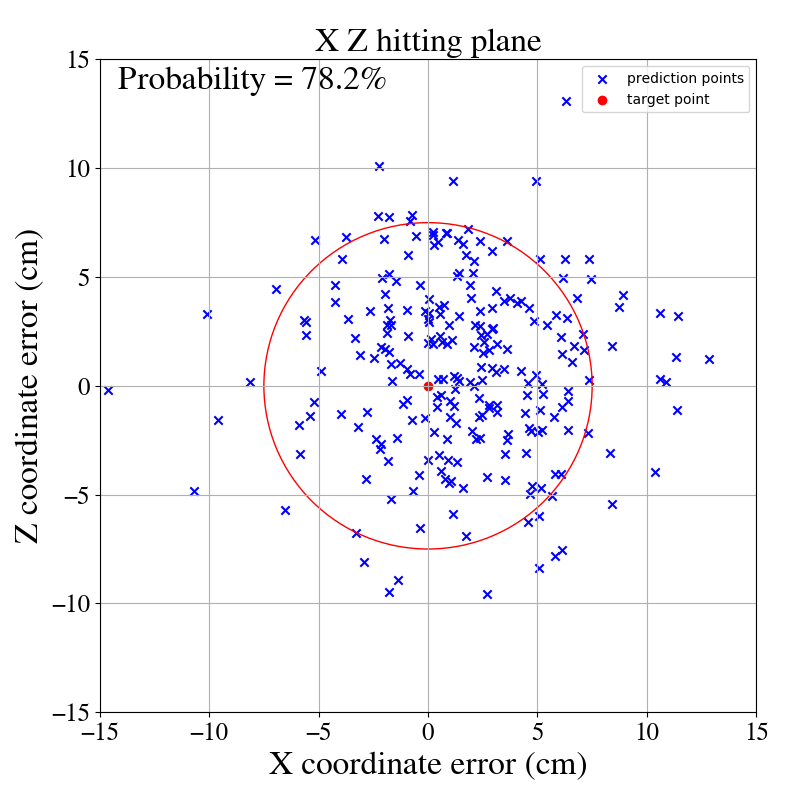 X Z hitting plane
Probability = 78.2%
prediction points
target point
15
10
5
0
−5
−10
−15
Z coordinate error (cm)
−15 −10 −5 0 5 10 15
X coordinate error (cm)